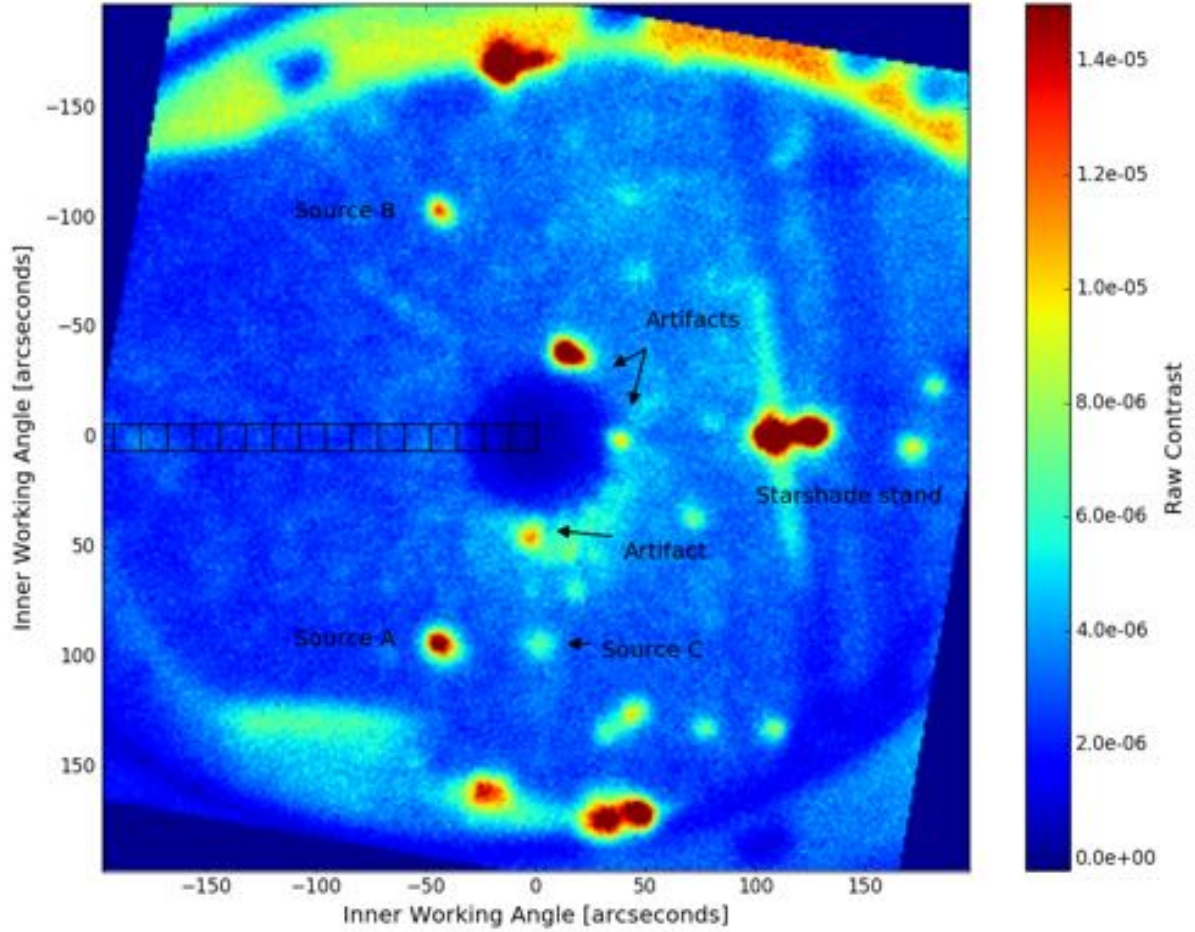 −150
−100
−50
0
50
100
150
Inner Working Angle [arcseconds]
Source B
Artifacts
Starshade stand
Artifact
Source A
Source C
−150 −100 −50 0 50 100 150
Inner Working Angle [arcseconds]
1.4e-05
1.2e-05
1.0e-05
8.0e-06
6.0e-06
4.0e-06
2.0e-06
0.0e+00
Raw Contrast